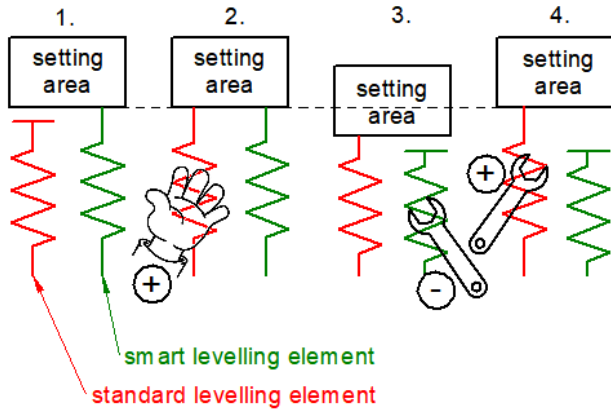 1.
2.
3.
4.
setting
area
setting
area
setting
area
setting
area
+
+
-
smart levelling element
standard levelling element